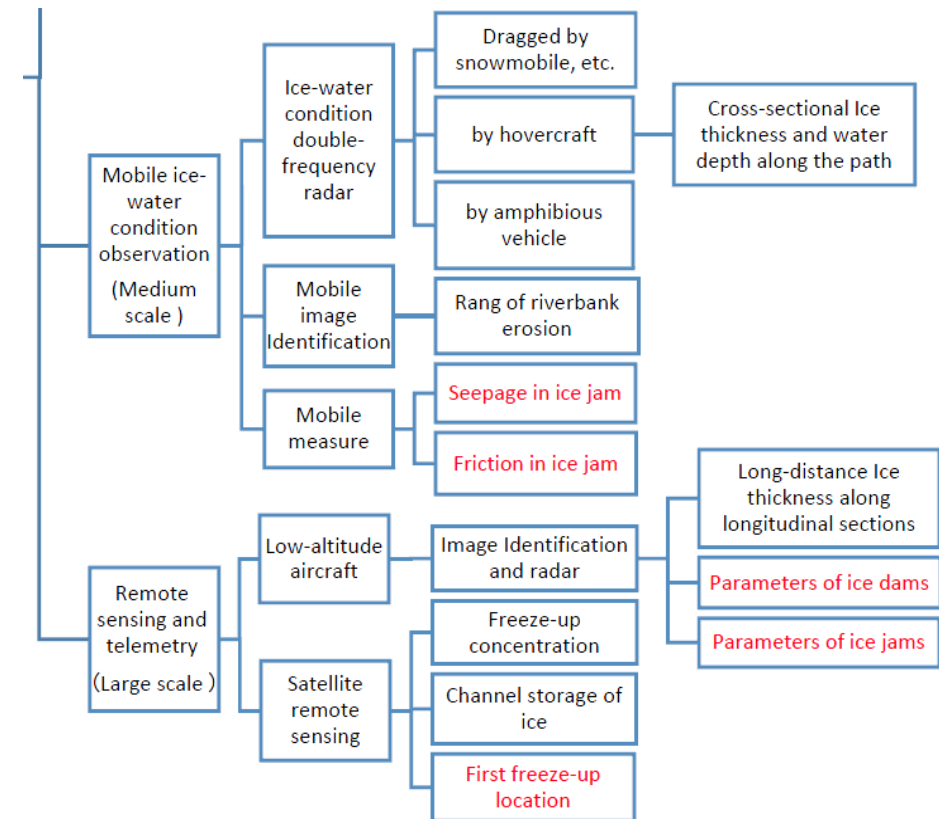 Mobile ice-
water
condition
observation
(Medium
scale )
Ice-water
condition
double-
frequency
radar
Dragged by
snowmobile, etc.
by hovercraft
by amphibious
vehicle
Cross-sectional Ice
thickness and water
depth along the path
Mobile
image
Identification
Rang of riverbank
erosion
Mobile
measure
Seepage in ice jam
Friction in ice jam
Remote
sensing and
telemetry
(Large scale )
Low-altitude
aircraft
Image Identification
and radar
Long-distance Ice
thickness along
longitudinal sections
Parameters of ice dams
Parameters of ice jams
Satellite
remote
sensing
Freeze-up
concentration
Channel storage of
ice
First freeze-up
location